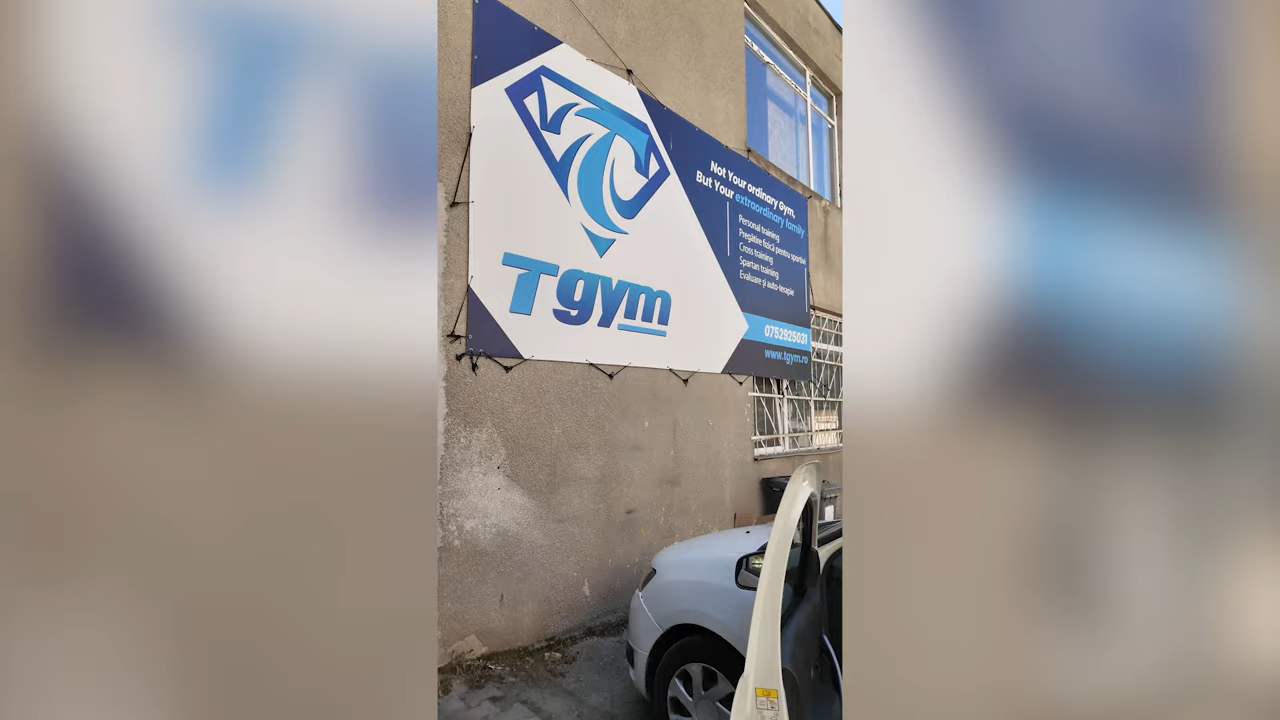 Tgym
Not Your ordinary Gym,
But Your extraordinary family
Personal training
Pregătire fizică pentru sportivi
Cross training
Spartan training
Evaluare și auto-terapie
0752925031
www.tgym.ro